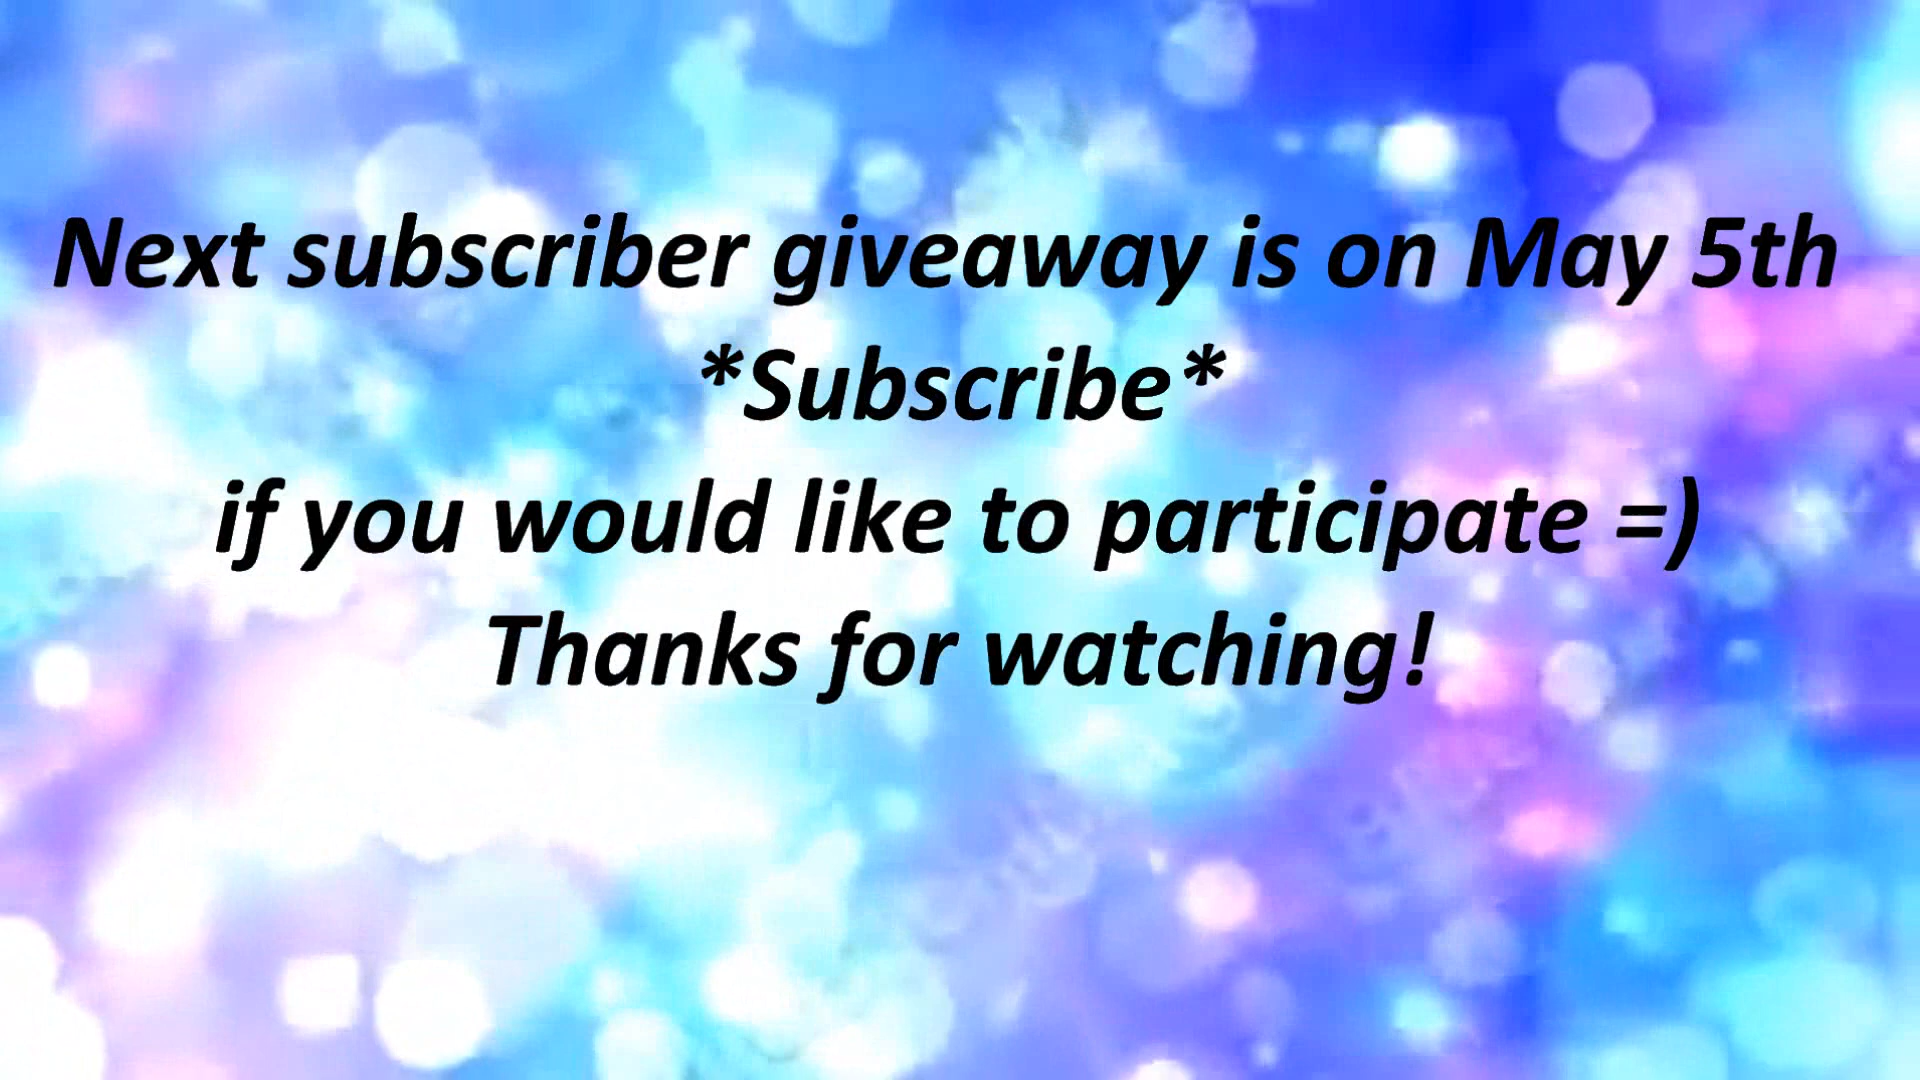 Next subscriber giveaway is on May 5th
*Subscribe*
if you would like to participate =)
Thanks for watching!